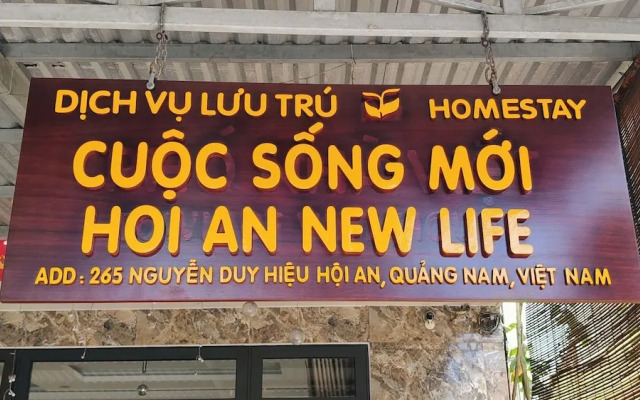 DỊCH VỤ LƯU TRÚ HOMESTAY
CUỘC SỐNG MỚI
HOI AN NEW LIFE
ADD : 265 NGUYỄN DUY HIỆU HỘI AN, QUẢNG NAM, VIỆT NAM